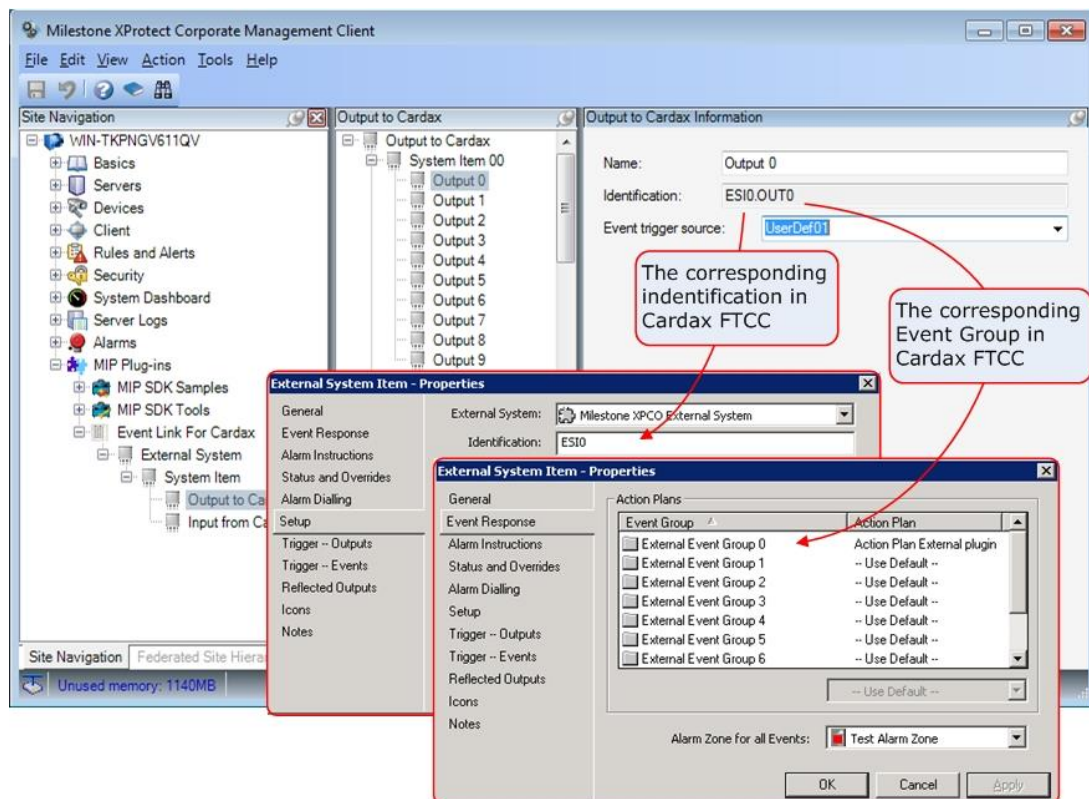 Milestone XProtect Corporate Management Client
File Edit View Action Tools Help
Site Navigation
WIN-TKPNGV611QV
Basics
Servers
Devices
Client
Rules and Alerts
Security
System Dashboard
Server Logs
Alarms
MIP Plug-ins
MIP SDK Samples
MIP SDK Tools
Event Link For Cardax
External System
System Item
Output to Ca
Input from Ca
Site Navigation Federated Site Hierar
Unused memory: 1140MB
Output to Cardax
Output to Cardax
System Item 00
Output 0
Output 1
Output 2
Output 3
Output 4
Output 5
Output 6
Output 7
Output 8
Output 9
Output to Cardax Information
Name: Output 0
Identification: ESI0.OUT0
Event trigger source: UserDef01
The corresponding
indentification in
Cardax FTCC
The corresponding
Event Group in
Cardax FTCC
External System Item - Properties
General
Event Response
Alarm Instructions
Status and Overrides
Alarm Dialling
Setup
Trigger -- Outputs
Trigger -- Events
Reflected Outputs
Icons
Notes
External System: Milestone XPCO External System
Identification: ESI0
External System Item - Properties
General
Event Response
Alarm Instructions
Status and Overrides
Alarm Dialling
Setup
Trigger -- Outputs
Trigger -- Events
Reflected Outputs
Icons
Notes
Action Plans
Event Group Action Plan
External Event Group 0 Action Plan External plugin
External Event Group 1 -- Use Default --
External Event Group 2 -- Use Default --
External Event Group 3 -- Use Default --
External Event Group 4 -- Use Default --
External Event Group 5 -- Use Default --
External Event Group 6 -- Use Default --
-- Use Default --
Alarm Zone for all Events: Test Alarm Zone
OK Cancel Apply